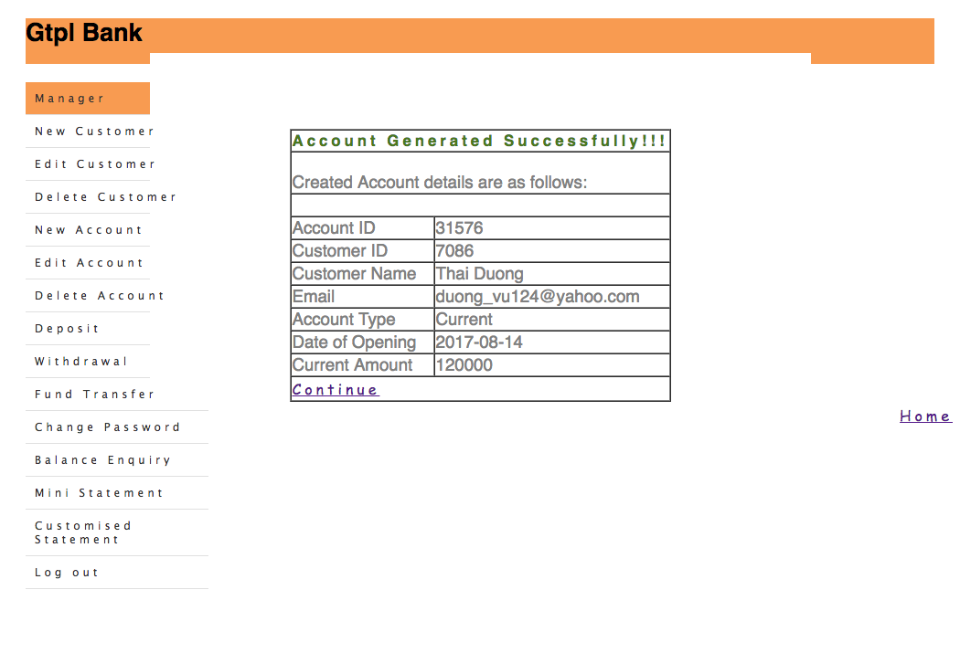 Gtpl Bank
Manager
New Customer
Edit Customer
Delete Customer
New Account
Edit Account
Delete Account
Deposit
Withdrawal
Fund Transfer
Change Password
Balance Enquiry
Mini Statement
Customised
Statement
Log out
Account Generated Successfully!!!
Created Account details are as follows:
Account ID 31576
Customer ID 7086
Customer Name Thai Duong
Email duong_vu124@yahoo.com
Account Type Current
Date of Opening 2017-08-14
Current Amount 120000
Continue
Home